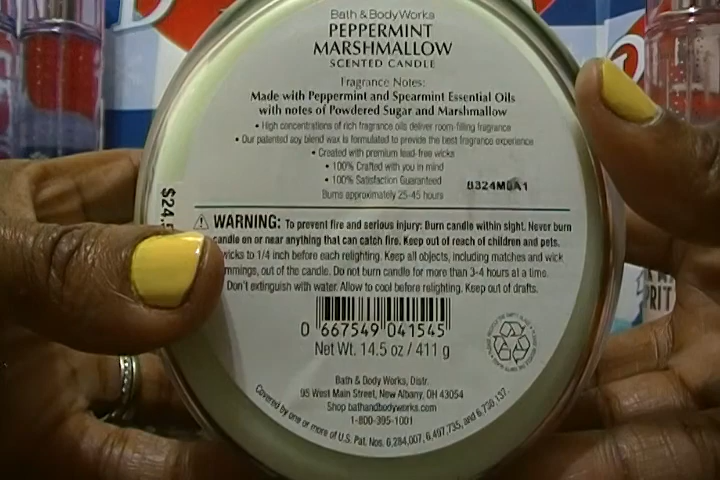 Bath & Body Works
PEPPERMINT
MARSHMALLOW
SCENTED CANDLE
Fragrance Notes:
Made with Peppermint and Spearmint Essential Oils
with notes of Powdered Sugar and Marshmallow
• High concentrations of rich fragrance oils deliver room-filling fragrance
• Our patented soy blend wax is formulated to provide the best fragrance experience
• Created with premium lead-free wicks
• 100% Crafted with you in mind
• 100% Satisfaction Guaranteed
Burns approximately 25-45 hours
$24.
⚠ WARNING: To prevent fire and serious injury: Burn candle within sight. Never burn
candle on or near anything that can catch fire. Keep out of reach of children and pets.
wicks to 1/4 inch before each relighting. Keep all objects, including matches and wick
mmings, out of the candle. Do not burn candle for more than 3-4 hours at a time.
Don't extinguish with water. Allow to cool before relighting. Keep out of drafts.
0 667549 041545
Net Wt. 14.5 oz / 411 g
Bath & Body Works, Distr.
95 West Main Street, New Albany, OH 43054
Shop bathandbodyworks.com
1-800-395-1001
Covered by one or more of U.S. Pat. Nos. 6,284,007, 6,497,735, and 6,730,137.